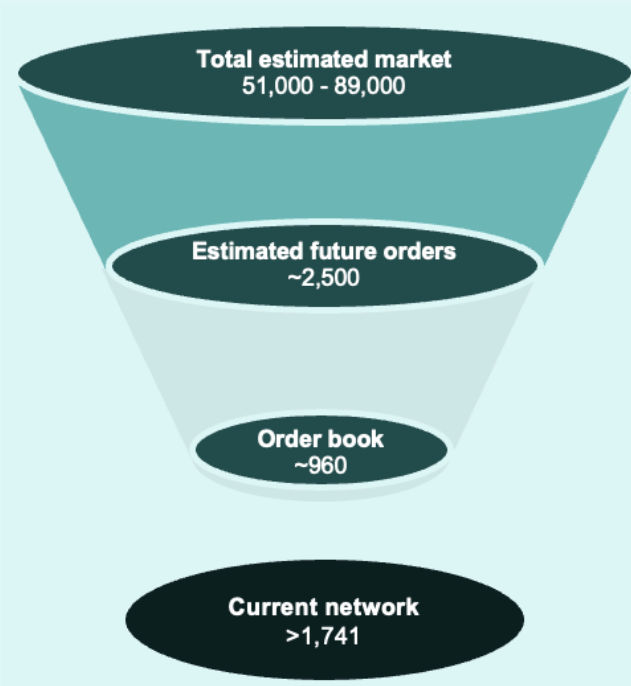 Total estimated market
51,000 - 89,000
Estimated future orders
~2,500
Order book
~960
Current network
>1,741